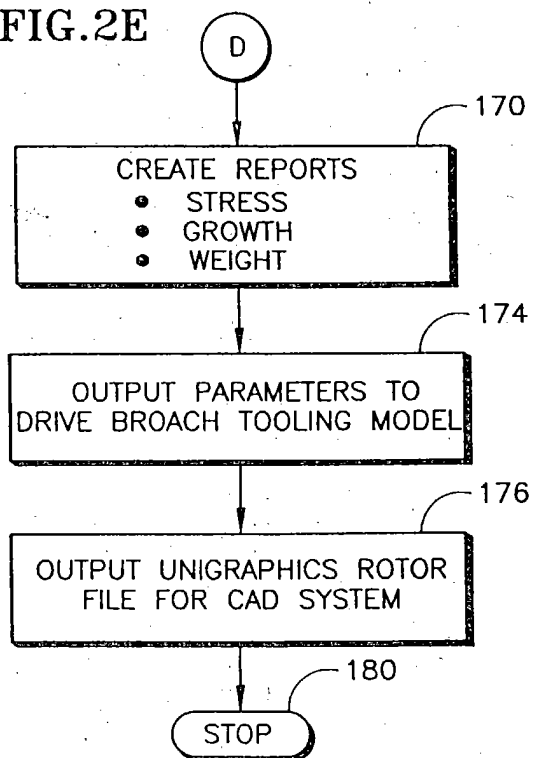 FIG.2E
D
170
CREATE REPORTS
• STRESS
• GROWTH
• WEIGHT
174
OUTPUT PARAMETERS TO
DRIVE BROACH TOOLING MODEL
176
OUTPUT UNIGRAPHICS ROTOR
FILE FOR CAD SYSTEM
180
STOP